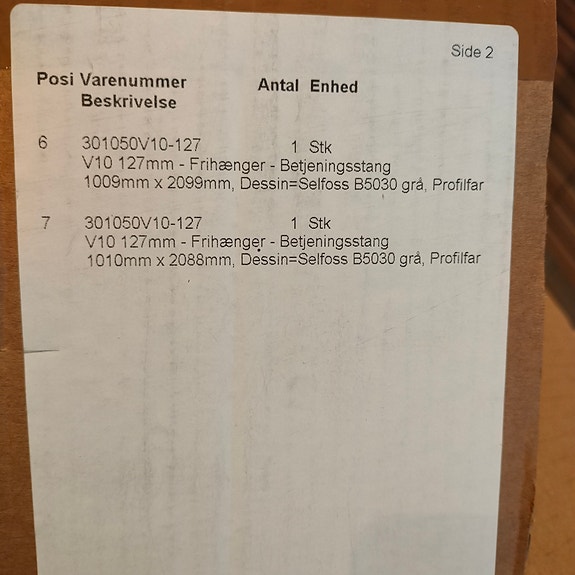 Side 2
Posi Varenummer Antal Enhed
Beskrivelse
6 301050V10-127 1 Stk
V10 127mm - Frihænger - Betjeningsstang
1009mm x 2099mm, Dessin=Selfoss B5030 grå, Profilfar
7 301050V10-127 1 Stk
V10 127mm - Frihænger - Betjeningsstang
1010mm x 2088mm, Dessin=Selfoss B5030 grå, Profilfar